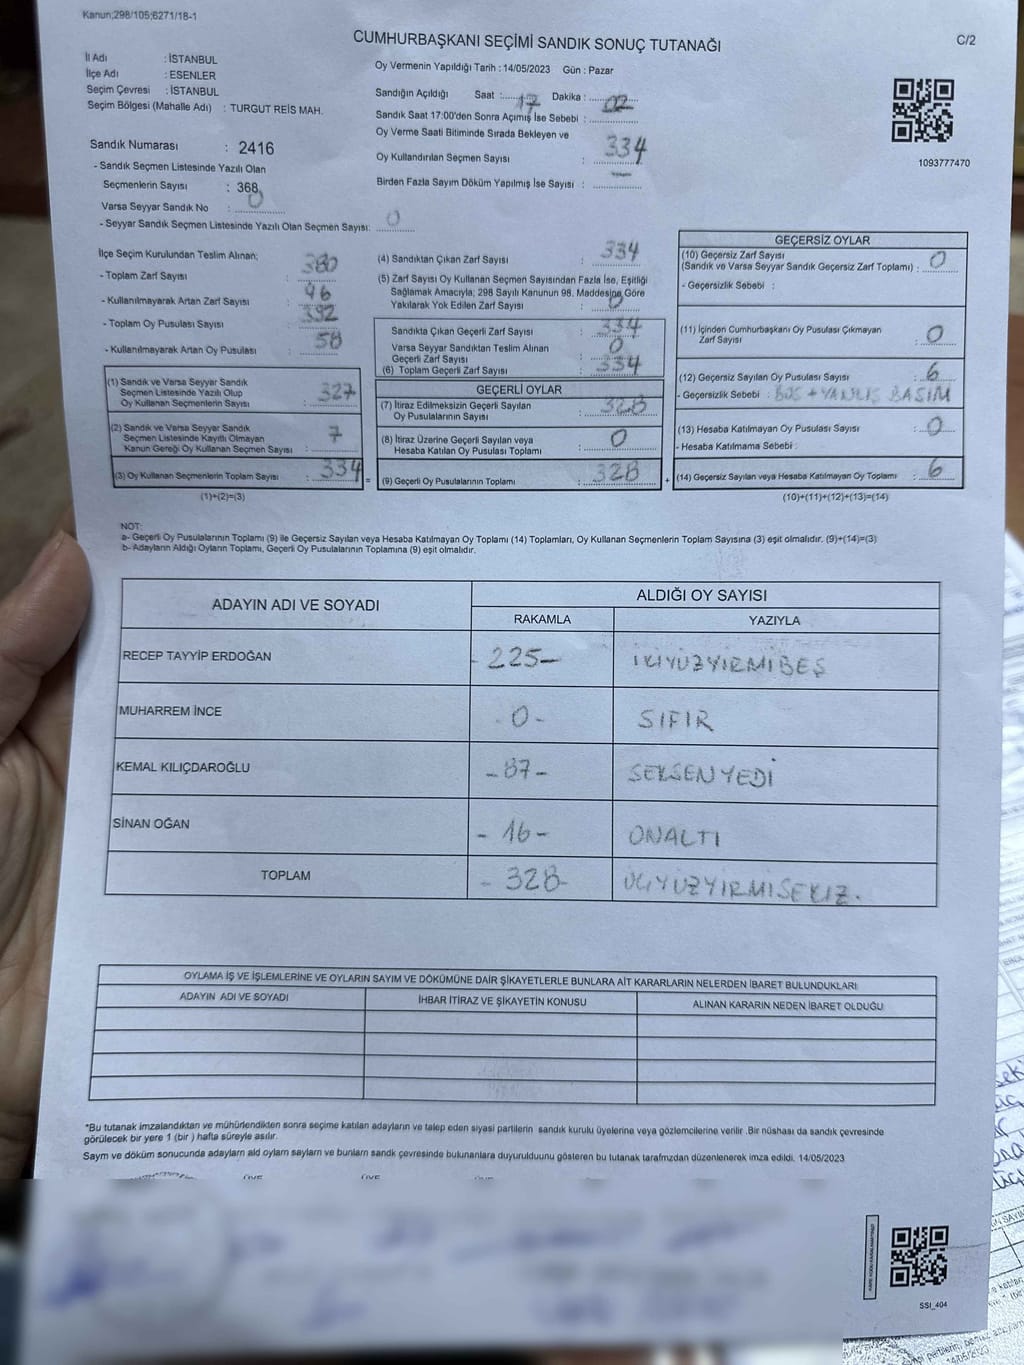 Kanun;298/105;6271/18-1
CUMHURBAŞKANI SEÇİMİ SANDIK SONUÇ TUTANAĞI
C/2
İl Adı : İSTANBUL
İlçe Adı : ESENLER
Seçim Çevresi : İSTANBUL
Seçim Bölgesi (Mahalle Adı) : TURGUT REİS MAH.
Oy Vermenin Yapıldığı Tarih : 14/05/2023 Gün : Pazar
Sandığın Açıldığı Saat : 17 Dakika : 02
Sandık Saat 17:00'den Sonra Açımış İse Sebebi :
Oy Verme Saati Bitiminde Sırada Bekleyen ve
Oy Kullandırılan Seçmen Sayısı : 334
Birden Fazla Sayım Döküm Yapılmış İse Sayısı : —
1093777470
Sandık Numarası : 2416
- Sandık Seçmen Listesinde Yazılı Olan
Seçmenlerin Sayısı : 368
Varsa Seyyar Sandık No : 0
- Seyyar Sandık Seçmen Listesinde Yazılı Olan Seçmen Sayısı: 0
İlçe Seçim Kurulundan Teslim Alınan;
- Toplam Zarf Sayısı : 380
- Kullanılmayarak Artan Zarf Sayısı : 46
- Toplam Oy Pusulası Sayısı : 392
- Kullanılmayarak Artan Oy Pusulası : 58
(1) Sandık ve Varsa Seyyar Sandık
Seçmen Listesinde Yazılı Olup
Oy Kullanan Seçmenlerin Sayısı : 327
(2) Sandık ve Varsa Seyyar Sandık
Seçmen Listesinde Kayıtlı Olmayan
Kanun Gereği Oy Kullanan Seçmen Sayısı : 7
(3) Oy Kullanan Seçmenlerin Toplam Sayısı : 334
(1)+(2)=(3)
(4) Sandıktan Çıkan Zarf Sayısı : 334
(5) Zarf Sayısı Oy Kullanan Seçmen Sayısından Fazla İse, Eşitliği
Sağlamak Amacıyla; 298 Sayılı Kanunun 98. Maddesine Göre
Yakılarak Yok Edilen Zarf Sayısı : 0
Sandıkta Çıkan Geçerli Zarf Sayısı : 334
Varsa Seyyar Sandıktan Teslim Alınan
Geçerli Zarf Sayısı : 0
(6) Toplam Geçerli Zarf Sayısı : 334
GEÇERLİ OYLAR
(7) İtiraz Edilmeksizin Geçerli Sayılan
Oy Pusulalarının Sayısı : 328
(8) İtiraz Üzerine Geçerli Sayılan veya
Hesaba Katılan Oy Pusulası Toplamı : 0
=
(9) Geçerli Oy Pusulalarının Toplamı : 328
+
GEÇERSİZ OYLAR
(10) Geçersiz Zarf Sayısı
(Sandık ve Varsa Seyyar Sandık Geçersiz Zarf Toplamı) : 0
- Geçersizlik Sebebi :
(11) İçinden Cumhurbaşkanı Oy Pusulası Çıkmayan
Zarf Sayısı : 0
(12) Geçersiz Sayılan Oy Pusulası Sayısı : 6
- Geçersizlik Sebebi : BOŞ + YANLIŞ BASIM
(13) Hesaba Katılmayan Oy Pusulası Sayısı : 0
- Hesaba Katılmama Sebebi :
(14) Geçersiz Sayılan veya Hesaba Katılmayan Oy Toplamı : 6
(10)+(11)+(12)+(13)=(14)
NOT:
a- Geçerli Oy Pusulalarının Toplamı (9) ile Geçersiz Sayılan veya Hesaba Katılmayan Oy Toplamı (14) Toplamları, Oy Kullanan Seçmenlerin Toplam Sayısına (3) eşit olmalıdır. (9)+(14)=(3)
b- Adayların Aldığı Oyların Toplamı, Geçerli Oy Pusulalarının Toplamına (9) eşit olmalıdır.
ADAYIN ADI VE SOYADI
ALDIĞI OY SAYISI
RAKAMLA YAZIYLA
RECEP TAYYİP ERDOĞAN - 225 - İKİYÜZYİRMİBEŞ
MUHARREM İNCE - 0 - SIFIR
KEMAL KILIÇDAROĞLU - 87 - SEKSENYEDİ
SİNAN OĞAN - 16 - ONALTI
TOPLAM - 328 - ÜÇYÜZYİRMİSEKİZ.
OYLAMA İŞ VE İŞLEMLERİNE VE OYLARIN SAYIM VE DÖKÜMÜNE DAİR ŞİKAYETLERLE BUNLARA AİT KARARLARIN NELERDEN İBARET BULUNDUKLARI
ADAYIN ADI VE SOYADI İHBAR İTİRAZ VE ŞİKAYETİN KONUSU ALINAN KARARIN NEDEN İBARET OLDUĞU
*Bu tutanak imzalandıktan ve mühürlendikten sonra seçime katılan adayların ve talep eden siyasi partilerin sandık kurulu üyelerine veya gözlemcilerine verilir .Bir nüshası da sandık çevresinde
görülecek bir yere 1 (bir ) hafta süreyle asılır.
Saym ve döküm sonucunda adaylarn ald oylarn saylarn ve bunlarn sandk çevresinde bulunanlara duyurulduunu gösteren bu tutanak tarafmzdan düzenlenerek imza edildi. 14/05/2023
SSI_404